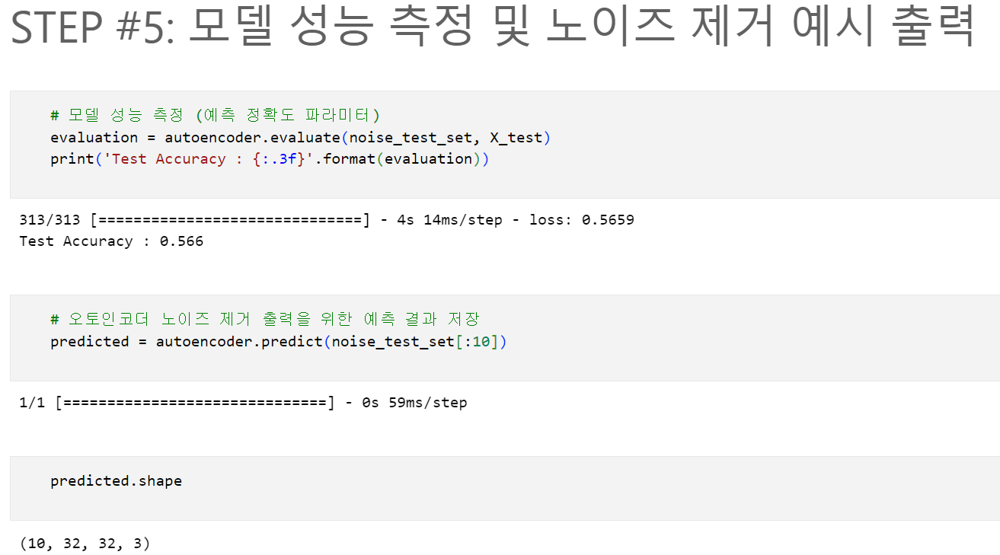 STEP #5: 모델 성능 측정 및 노이즈 제거 예시 출력
# 모델 성능 측정 (예측 정확도 파라미터)
evaluation = autoencoder.evaluate(noise_test_set, X_test)
print('Test Accuracy : {:.3f}'.format(evaluation))
313/313 [==============================] - 4s 14ms/step - loss: 0.5659
Test Accuracy : 0.566
# 오토인코더 노이즈 제거 출력을 위한 예측 결과 저장
predicted = autoencoder.predict(noise_test_set[:10])
1/1 [==============================] - 0s 59ms/step
predicted.shape
(10, 32, 32, 3)